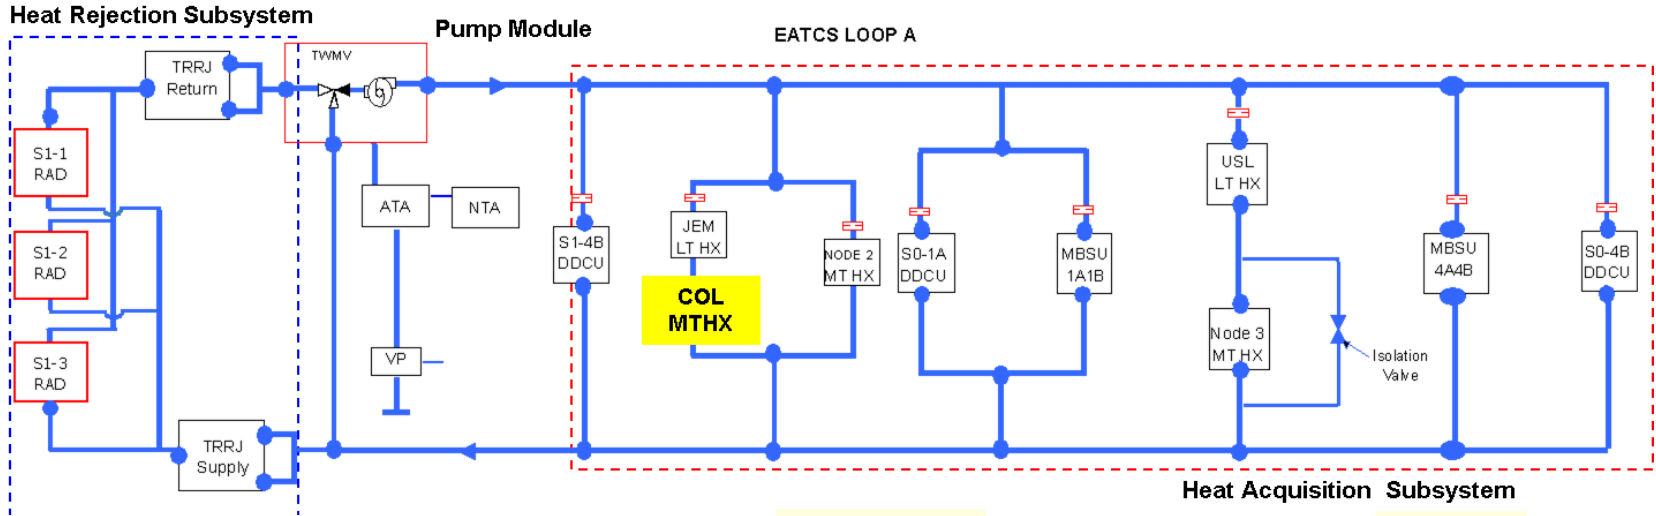 Heat Rejection Subsystem
Pump Module
EATCS LOOP A
TRRJ
Return
TWMV
S1-1
RAD
S1-2
RAD
S1-3
RAD
TRRJ
Supply
ATA
NTA
VP
S1-4B
DDCU
JEM
LT HX
COL
MTHX
NODE 2
MT HX
S0-1A
DDCU
MBSU
1A1B
USL
LT HX
Node 3
MT HX
Isolation
Valve
MBSU
4A4B
S0-4B
DDCU
Heat Acquisition Subsystem